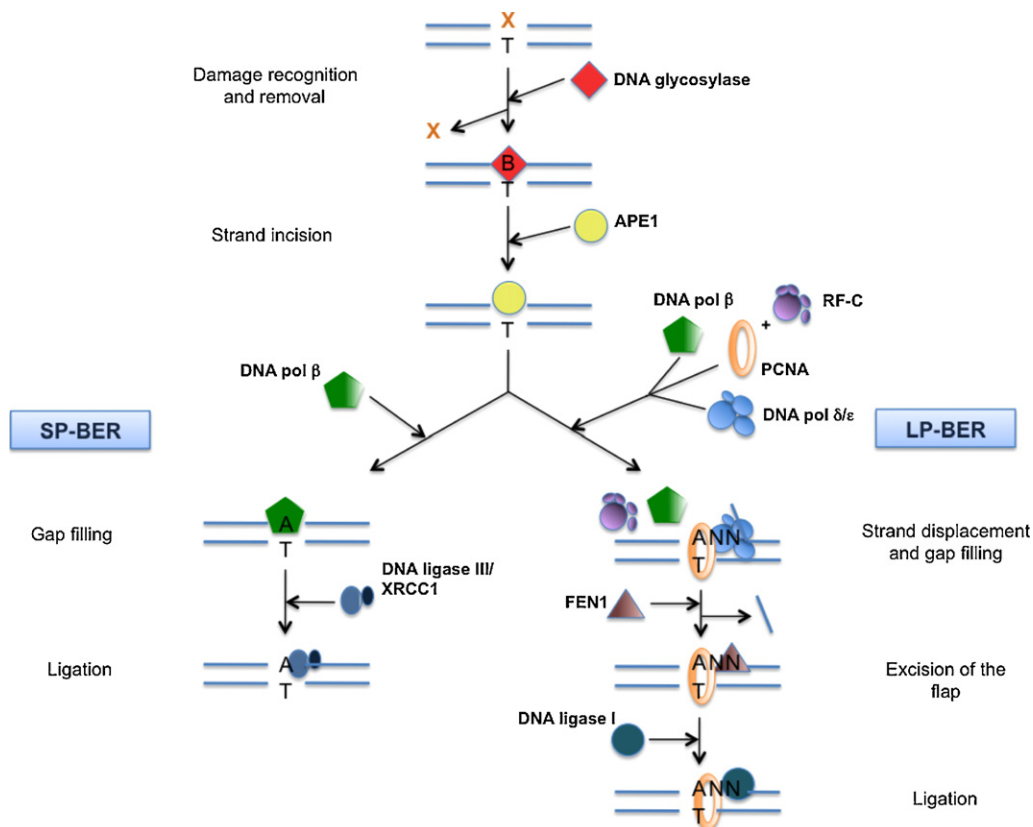 X
T
Damage recognition
and removal
DNA glycosylase
X
B
T
Strand incision
APE1
T
DNA pol β
RF-C
+
PCNA
DNA pol β
DNA pol δ/ε
SP-BER
LP-BER
Gap filling
A
T
ANN
T
Strand displacement
and gap filling
DNA ligase III/
XRCC1
FEN1
Ligation
A
T
ANN
T
Excision of the
flap
DNA ligase I
ANN
T
Ligation